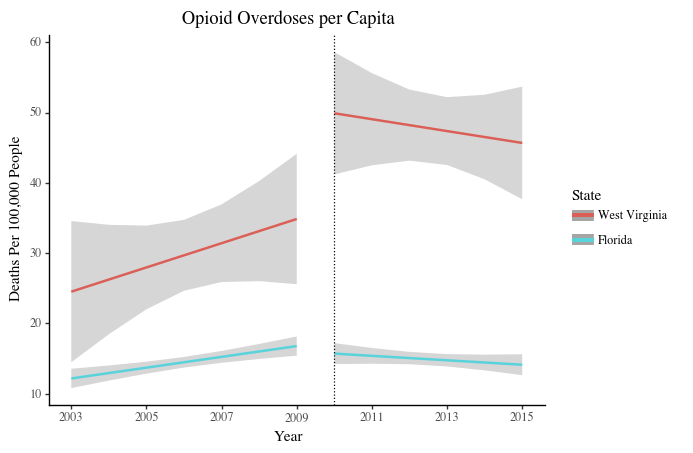 Opioid Overdoses per Capita
Deaths Per 100,000 People
60
50
40
30
20
10
2003 2005 2007 2009 2011 2013 2015
Year
State
West Virginia
Florida